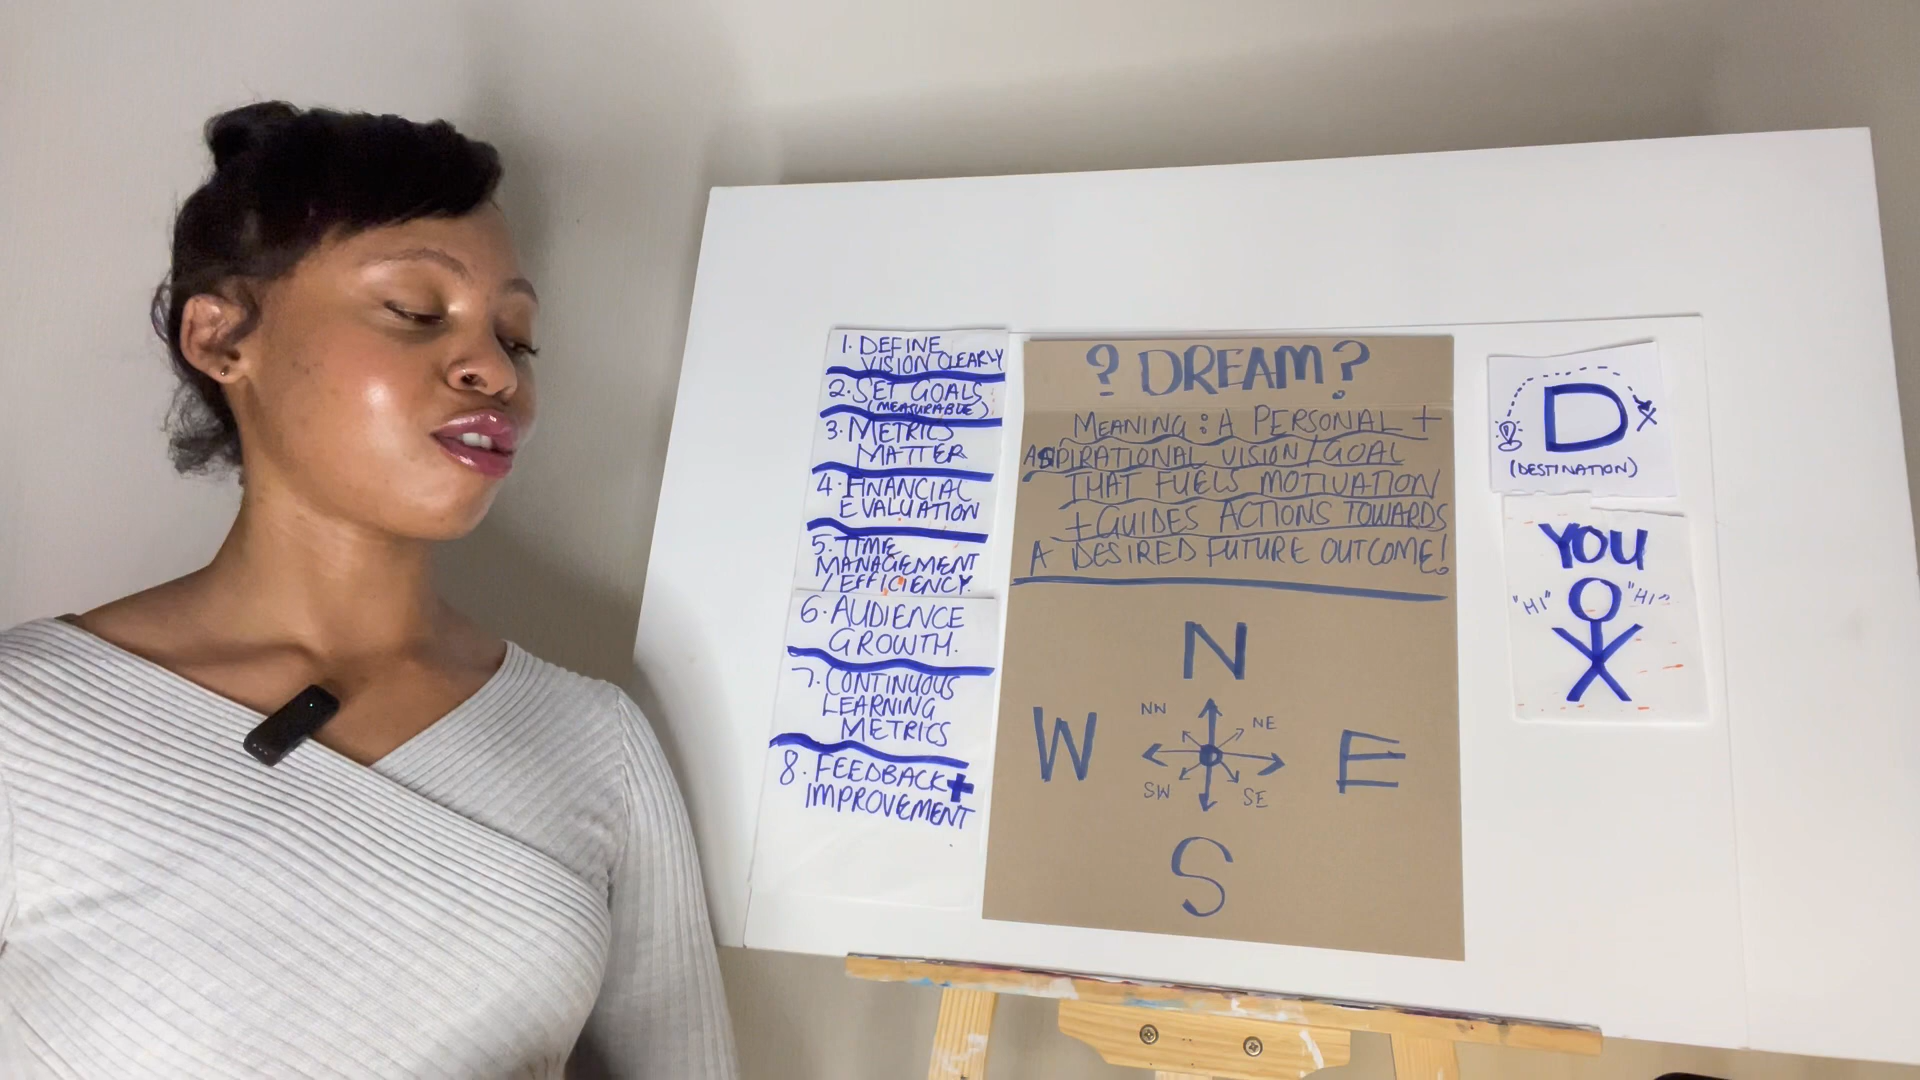 1. DEFINE
VISION CLEARLY
2. SET GOALS
(MEASURABLE)
3. METRICS
MATTER
4. FINANCIAL
EVALUATION
5. TIME
MANAGEMENT
/EFFICIENCY.
6. AUDIENCE
GROWTH.
7. CONTINUOUS
LEARNING
METRICS
8. FEEDBACK +
IMPROVEMENT
? DREAM?
MEANING: A PERSONAL +
ASPIRATIONAL VISION/GOAL
THAT FUELS MOTIVATION
+ GUIDES ACTIONS TOWARDS
A DESIRED FUTURE OUTCOME!
N
NW
NE
W
E
SW
SE
S
D
X
(DESTINATION)
YOU
"HI"
"HI"